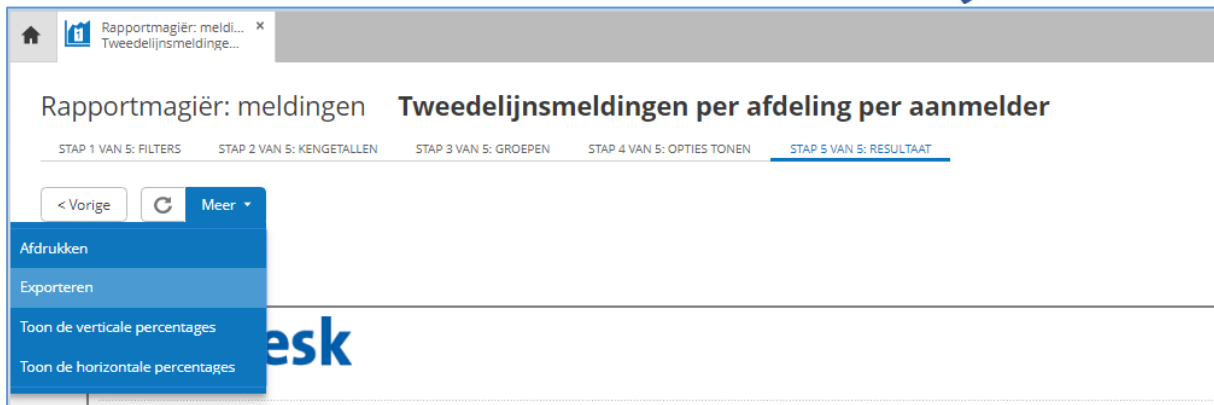 Rapportmagiër: meldi... ×
Tweedelijnsmeldinge...
Rapportmagiër: meldingen Tweedelijnsmeldingen per afdeling per aanmelder
STAP 1 VAN 5: FILTERS STAP 2 VAN 5: KENGETALLEN STAP 3 VAN 5: GROEPEN STAP 4 VAN 5: OPTIES TONEN STAP 5 VAN 5: RESULTAAT
< Vorige Meer
Afdrukken
Exporteren
Toon de verticale percentages
esk
Toon de horizontale percentages